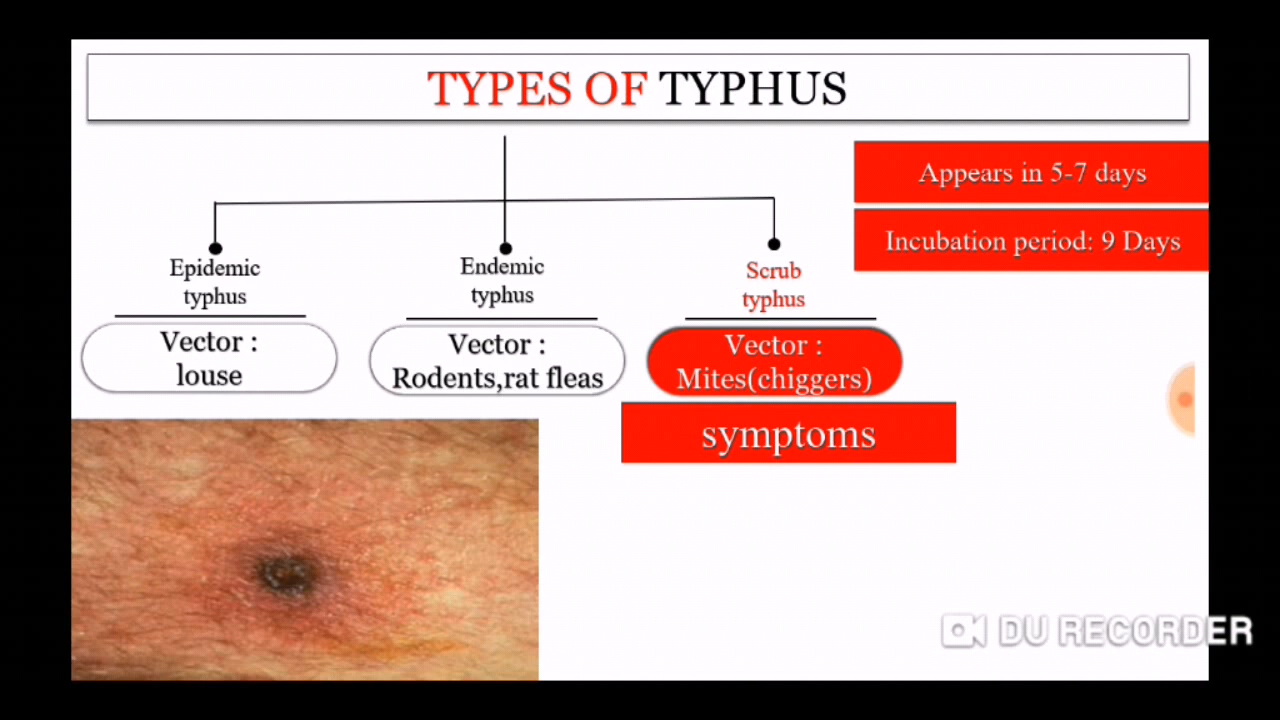 TYPES OF TYPHUS
Appears in 5-7 days
Incubation period: 9 Days
Epidemic
typhus
Vector :
louse
Endemic
typhus
Vector :
Rodents,rat fleas
Scrub
typhus
Vector :
Mites(chiggers)
symptoms
DU RECORDER